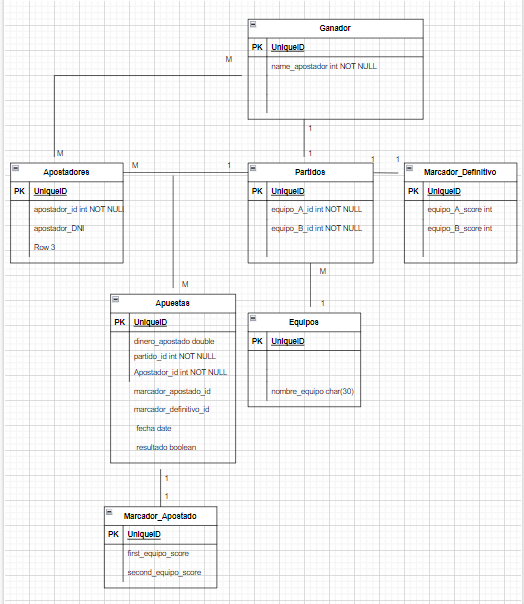 Ganador
PK UniqueID
name_apostador int NOT NULL
M
M
1
1
Apostadores
PK UniqueID
apostador_id int NOT NULL
apostador_DNI
Row 3
M
1
Partidos
PK UniqueID
equipo_A_id int NOT NULL
equipo_B_id int NOT NULL
1
1
Marcador_Definitivo
PK UniqueID
equipo_A_score int
equipo_B_score int
M
M
1
Apuestas
PK UniqueID
dinero_apostado double
partido_id int NOT NULL
Apostador_id int NOT NULL
marcador_apostado_id
marcador_definitivo_id
fecha date
resultado boolean
Equipos
PK UniqueID
nombre_equipo char(30)
1
1
Marcador_Apostado
PK UniqueID
first_equipo_score
second_equipo_score